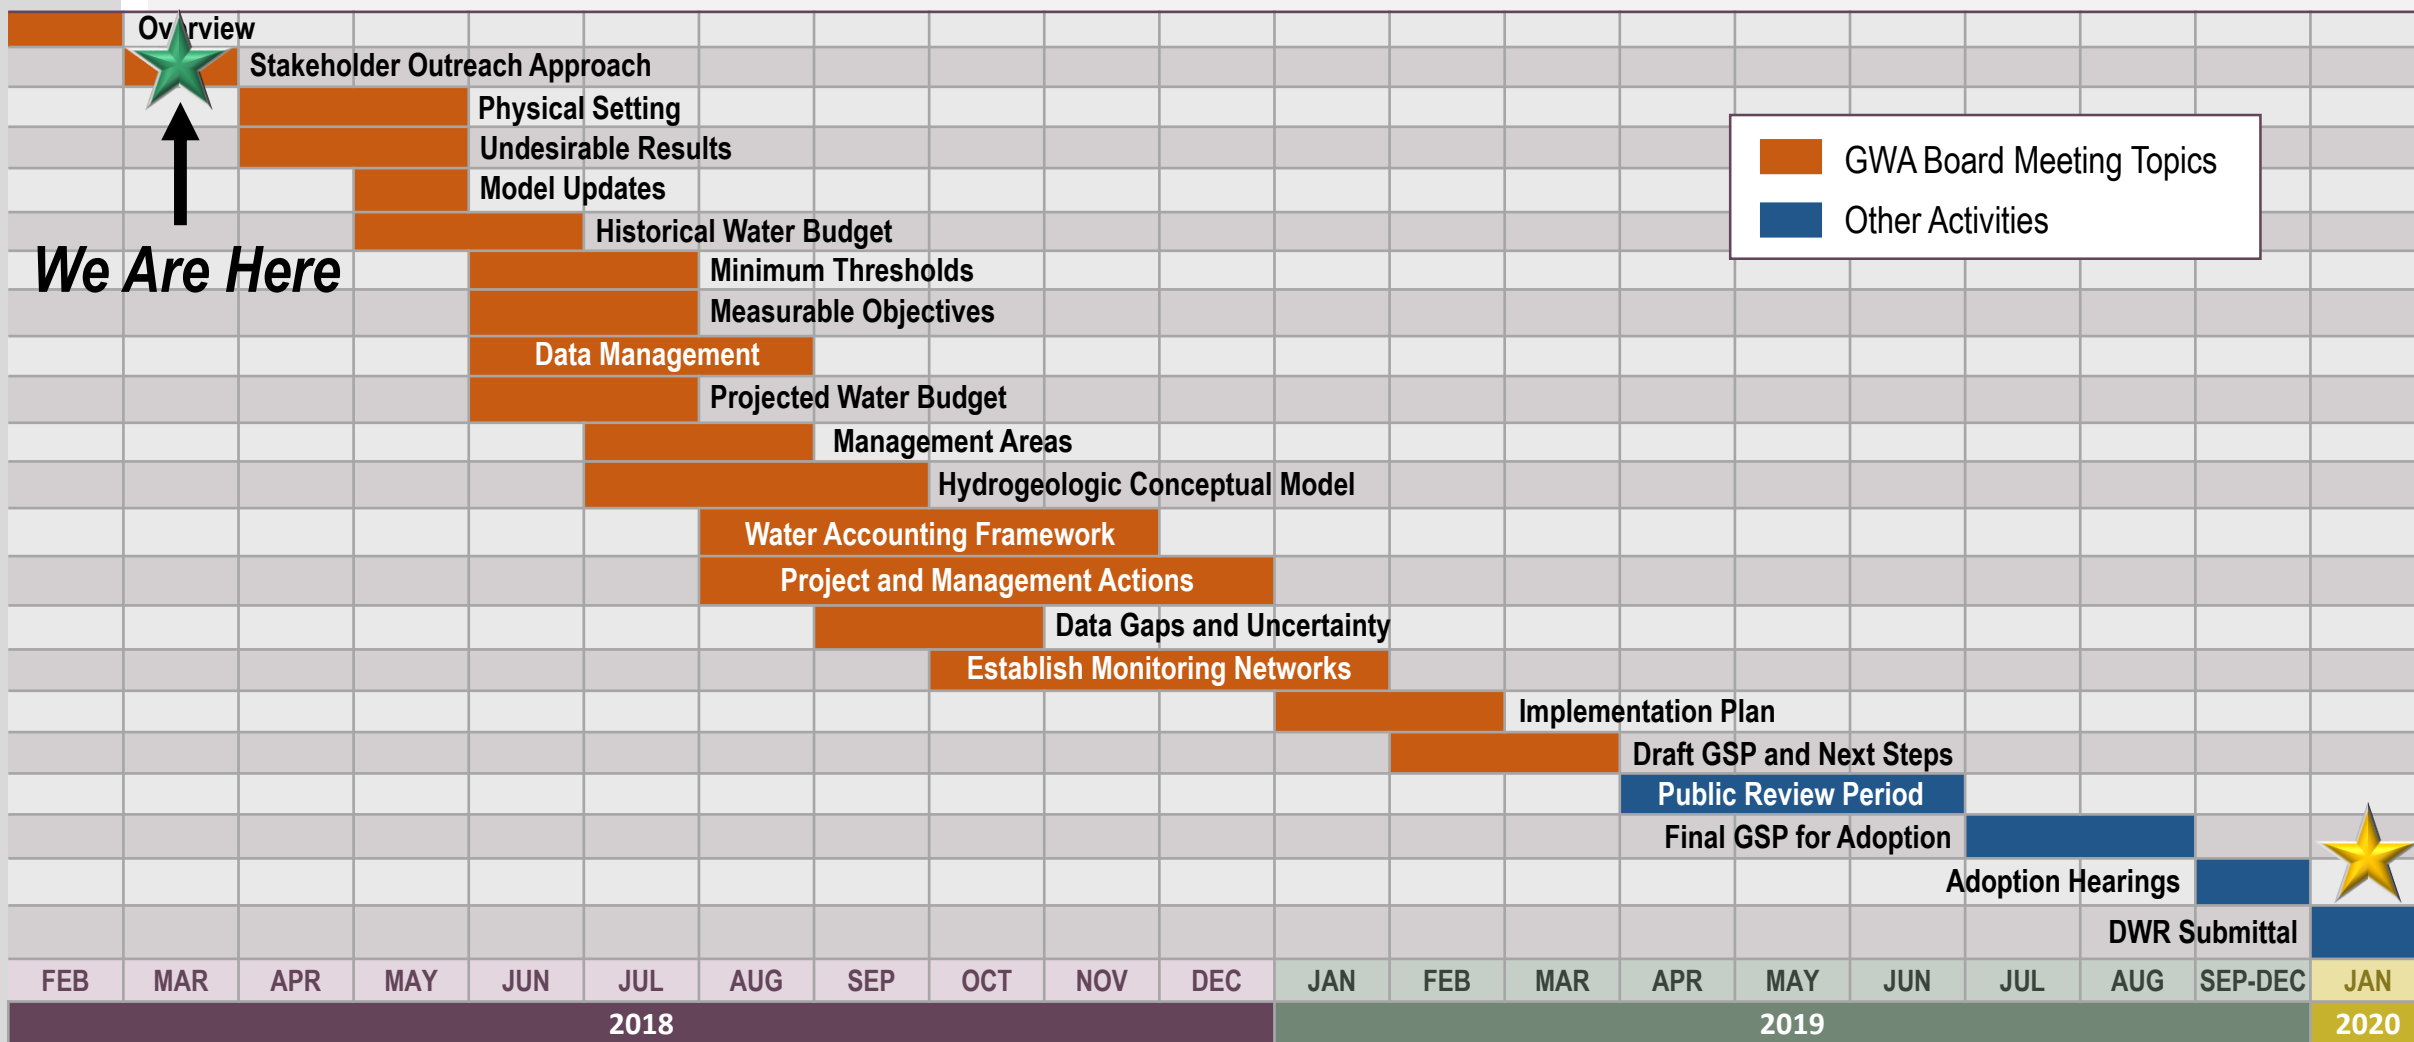 Overview
Stakeholder Outreach Approach
Physical Setting
Undesirable Results
Model Updates
Historical Water Budget
We Are Here
Minimum Thresholds
Measurable Objectives
Data Management
Projected Water Budget
Management Areas
Hydrogeologic Conceptual Model
Water Accounting Framework
Project and Management Actions
Data Gaps and Uncertainty
Establish Monitoring Networks
Implementation Plan
Draft GSP and Next Steps
Public Review Period
Final GSP for Adoption
Adoption Hearings
DWR Submittal
GWA Board Meeting Topics
Other Activities
FEB MAR APR MAY JUN JUL AUG SEP OCT NOV DEC JAN FEB MAR APR MAY JUN JUL AUG SEP-DEC JAN
2018 2019 2020